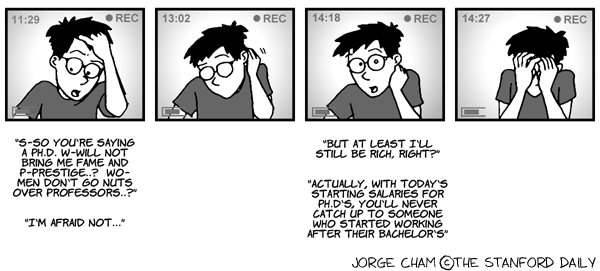 11:29 REC
13:02 REC
14:18 REC
14:27 REC
"S-SO YOU'RE SAYING
A PH.D. W-WILL NOT
BRING ME FAME AND
P-PRESTIGE..? WO-
MEN DON'T GO NUTS
OVER PROFESSORS..?"
"I'M AFRAID NOT..."
"BUT AT LEAST I'LL
STILL BE RICH, RIGHT?"
"ACTUALLY, WITH TODAY'S
STARTING SALARIES FOR
PH.D'S, YOU'LL NEVER
CATCH UP TO SOMEONE
WHO STARTED WORKING
AFTER THEIR BACHELOR'S"
JORGE CHAM ©THE STANFORD DAILY